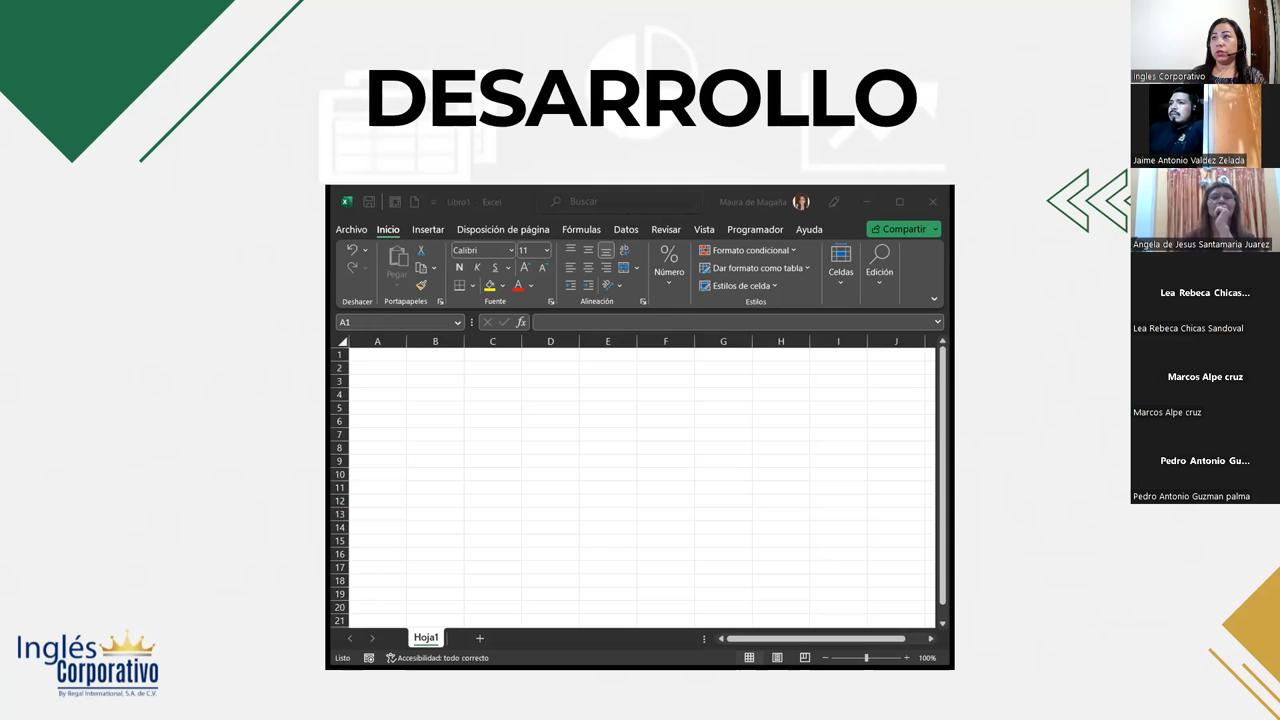 DESARROLLO
Libro1 - Excel
Buscar
Maura de Magaña
Archivo Inicio Insertar Disposición de página Fórmulas Datos Revisar Vista Programador Ayuda Compartir
Pegar
Calibri 11
N K S
Número
Formato condicional
Dar formato como tabla
Estilos de celda
Celdas
Edición
Deshacer Portapapeles Fuente Alineación Estilos
A1
fx
A B C D E F G H I J
1
2
3
4
5
6
7
8
9
10
11
12
13
14
15
16
17
18
19
20
21
Hoja1
Listo Accesibilidad: todo correcto 100%
Inglés
Corporativo
By Regal International, S.A. de C.V.
Ingles Corporativo
Jaime Antonio Valdez Zelada
Angela de Jesus Santamaria Juarez
Lea Rebeca Chicas...
Lea Rebeca Chicas Sandoval
Marcos Alpe cruz
Marcos Alpe cruz
Pedro Antonio Gu...
Pedro Antonio Guzman palma